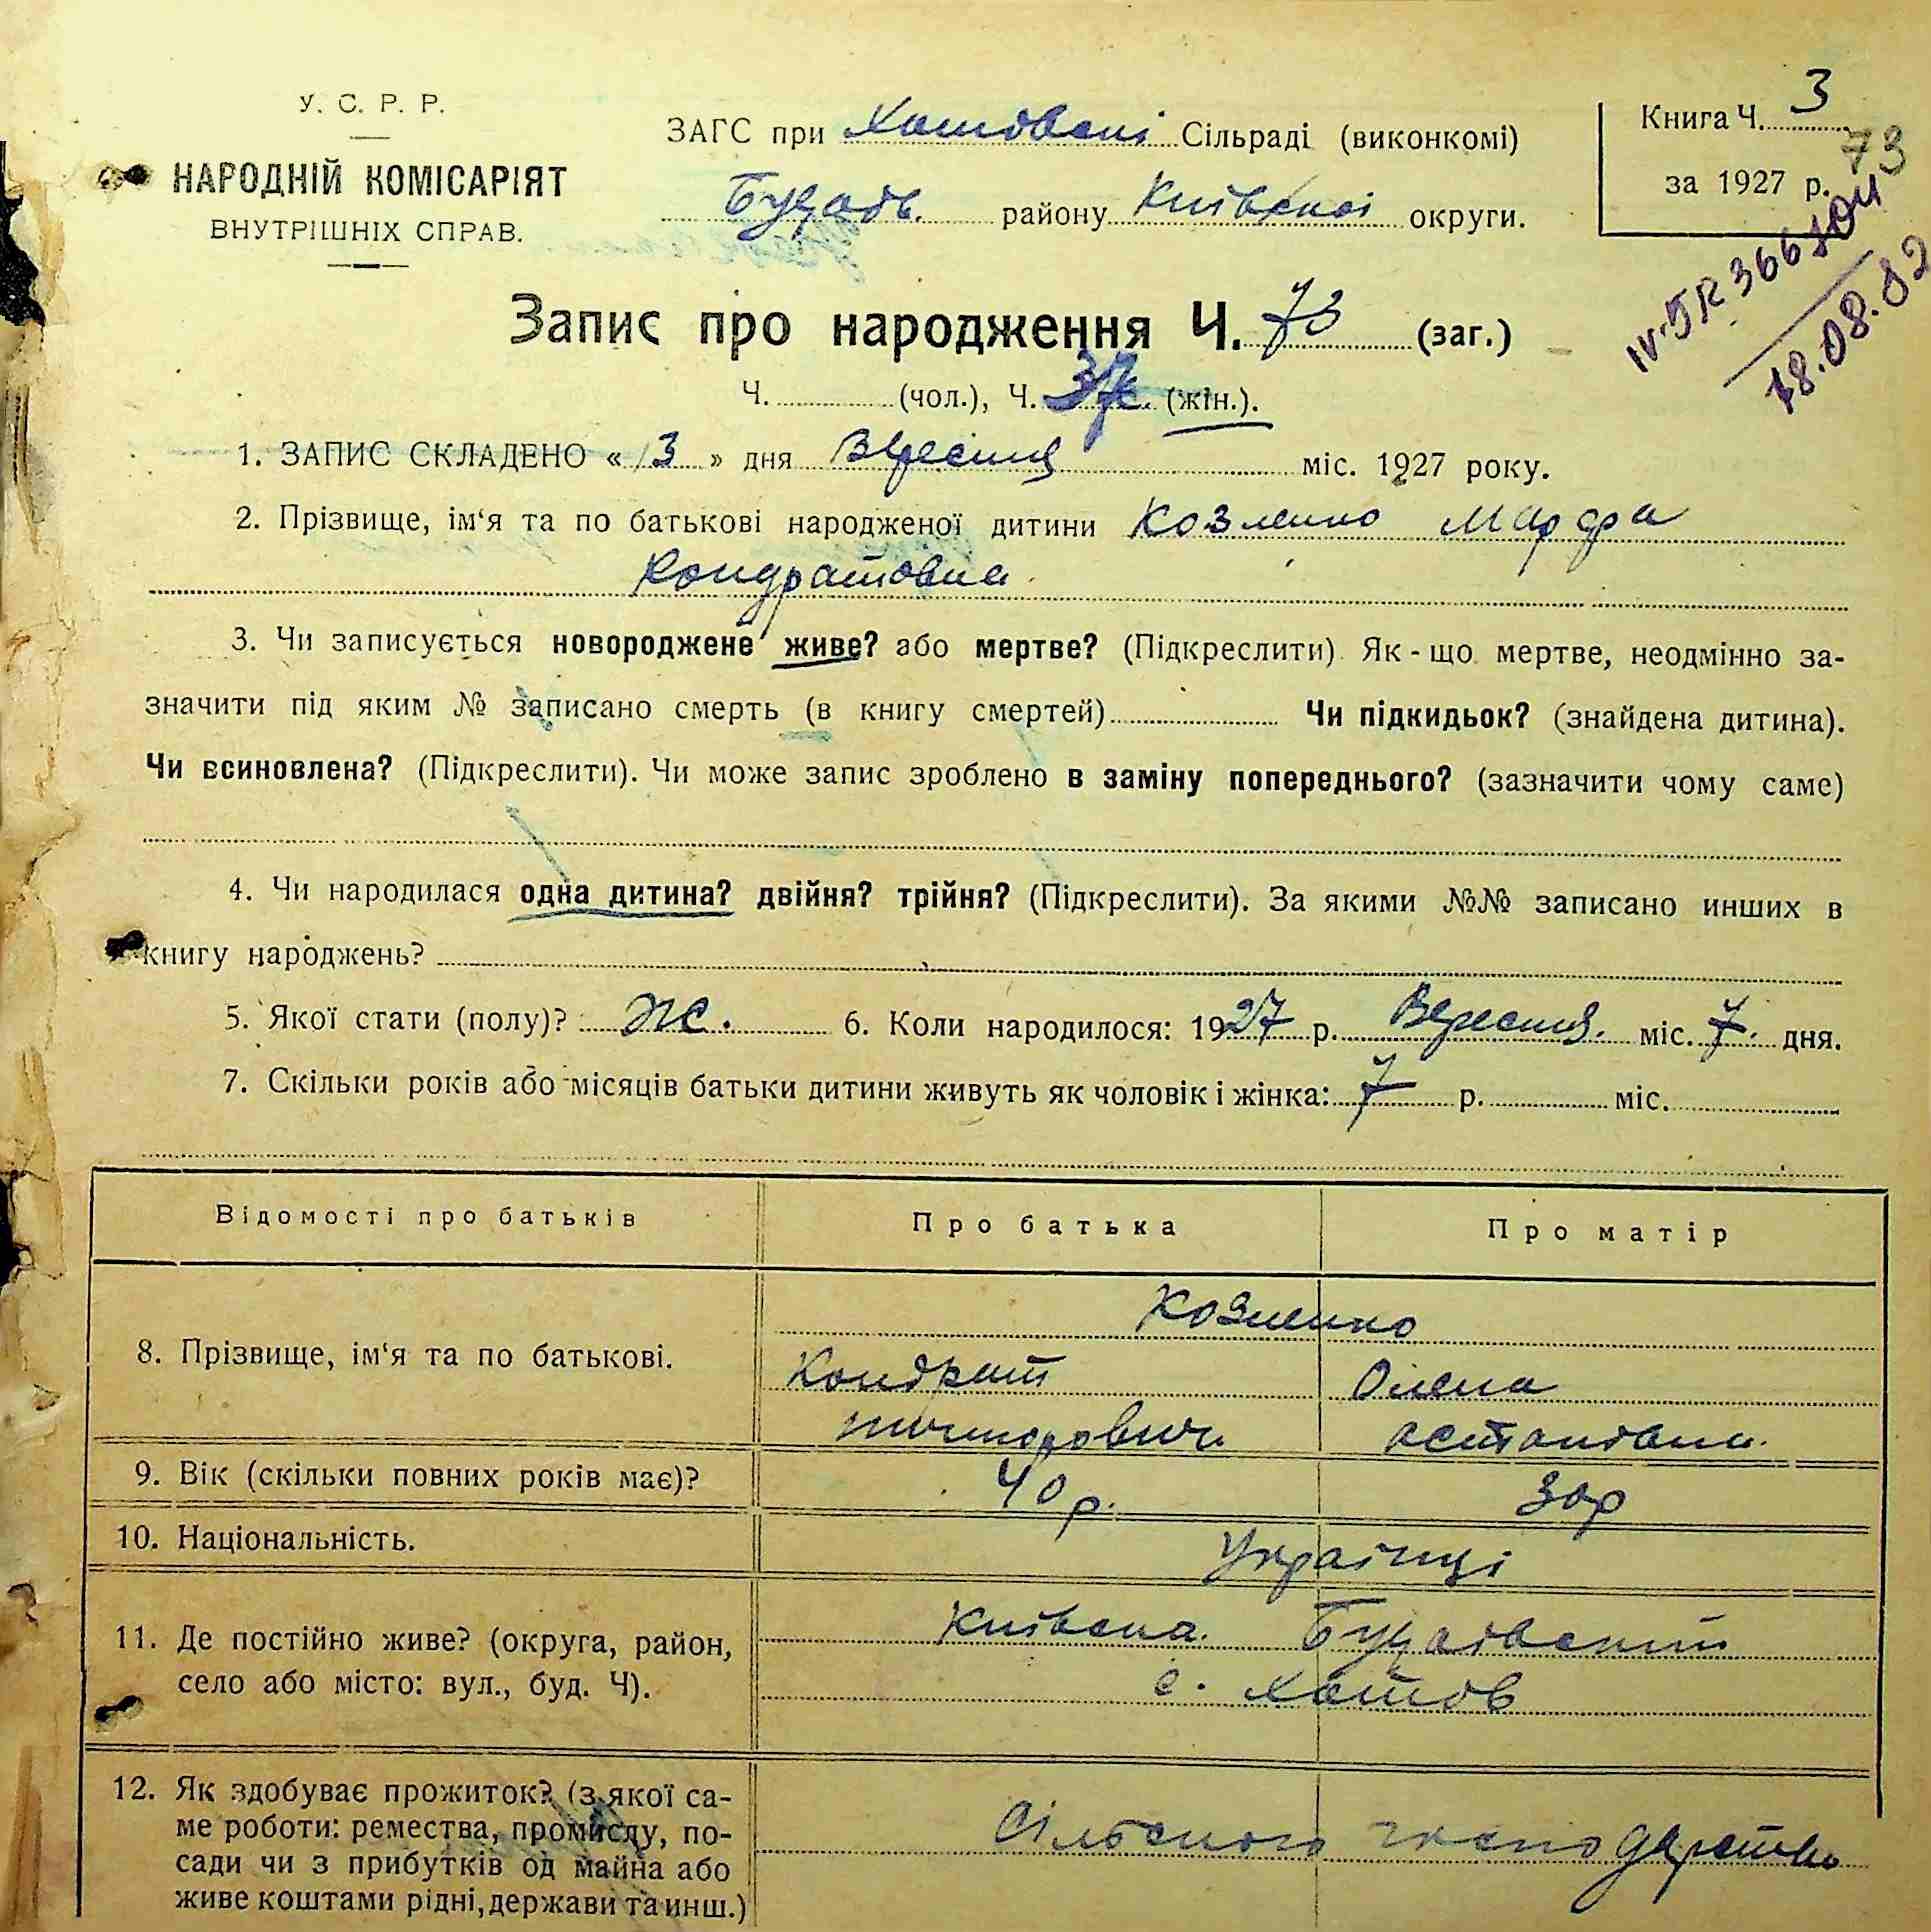 У. С. Р. Р.
НАРОДНІЙ КОМІСАРІЯТ
ВНУТРІШНІХ СПРАВ.
ЗАГС при Хотовскі Сільраді (виконкомі)
Будаїв. району Київської округи.
Книга Ч. 3
за 1927 р.
73
18.08.82
Запис про народження Ч. 73 (заг.)
Ч. (чол.), Ч. 37 (жін.).
1. ЗАПИС СКЛАДЕНО « 13 » дня Вересня міс. 1927 року.
2. Прізвище, ім‘я та по батькові народженої дитини Козленко Марфа
Кондратовна
3. Чи записується новороджене живе? або мертве? (Підкреслити). Як-що мертве, неодмінно за-
значити під яким № записано смерть (в книгу смертей) Чи підкидьок? (знайдена дитина).
Чи всиновлена? (Підкреслити). Чи може запис зроблено в заміну попереднього? (зазначити чому саме)
4. Чи народилася одна дитина? двійня? трійня? (Підкреслити). За якими №№ записано инших в
книгу народжень?
5. Якої стати (полу)? Ж. 6. Коли народилося: 1927 р. Вересня. міс. 7. дня.
7. Скільки років або місяців батьки дитини живуть як чоловік і жінка: 7 р. міс.
Відомості про батьків Про батька Про матір
Козленко
8. Прізвище, ім‘я та по батькові. Кондрат Олена
Остаповна.
9. Вік (скільки повних років має)? 40 р. 30 р
10. Національність. Українці
11. Де постійно живе? (округа, район, Київска. Будаївский
село або місто: вул., буд. Ч). с. Хотов
12. Як здобуває прожиток? (з якої са-
ме роботи: ремества, промислу, по- Сільського господарства
сади чи з прибутків од майна або
живе коштами рідні, держави та инш.)